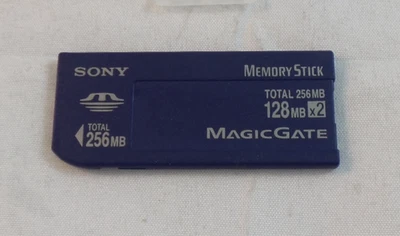 SONY
MEMORY STICK
TOTAL 256MB
128MB x2
TOTAL
256MB
MAGICGATE